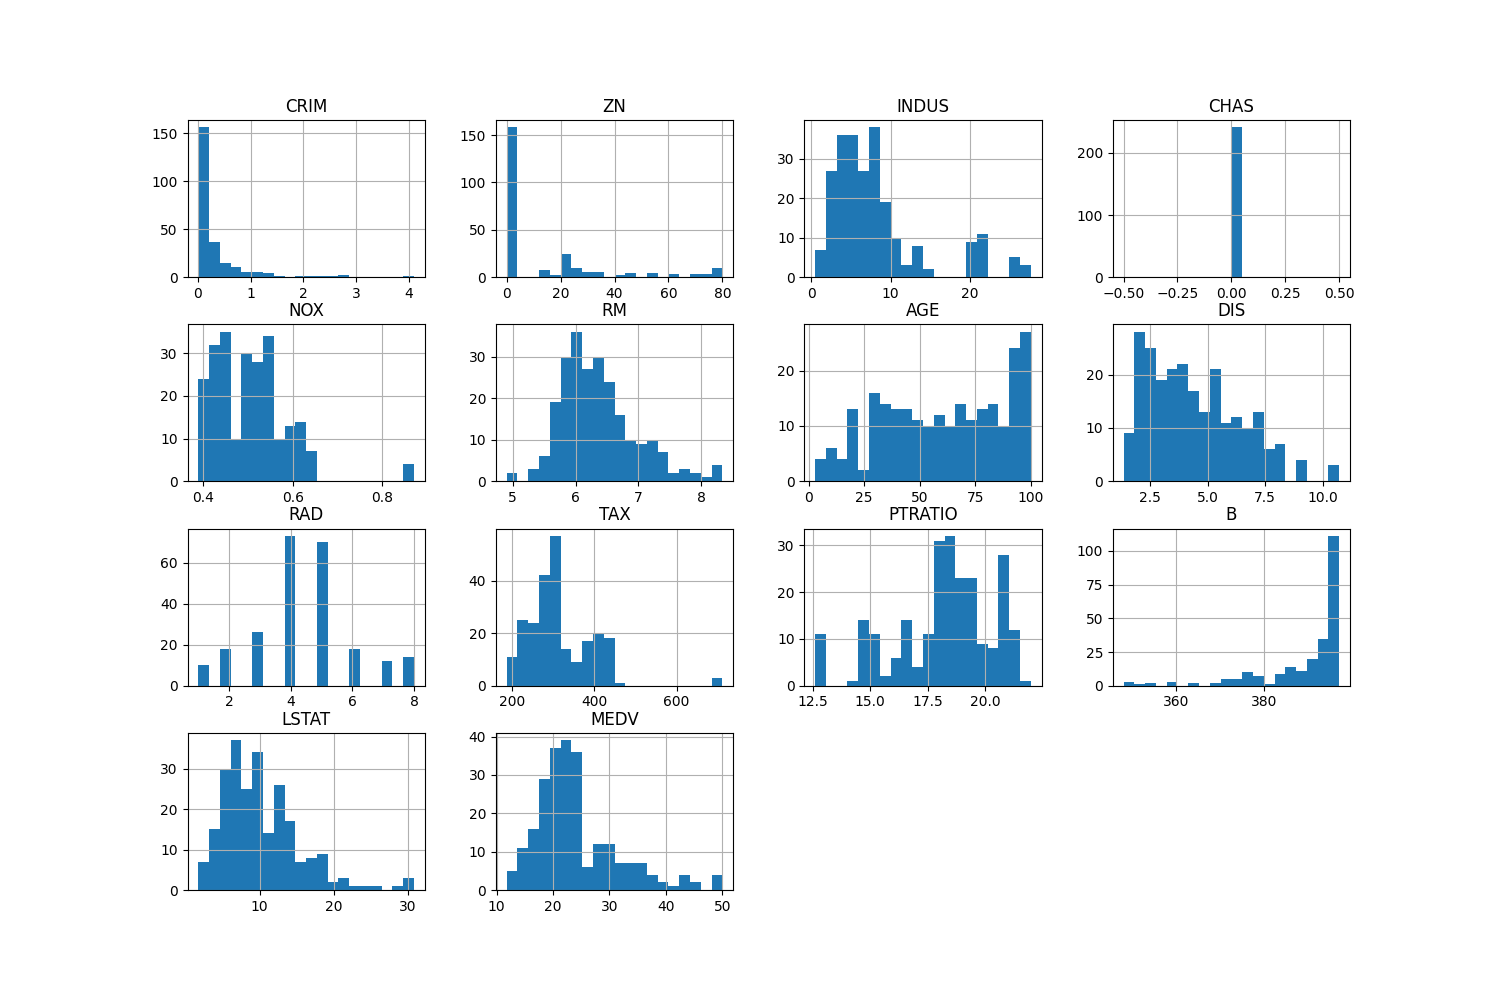 CRIM ZN INDUS CHAS
150 150 30 200
100 100 20 100
50 50 10
0 0 0 0
0 1 2 3 4 0 20 40 60 80 0 10 20 −0.50 −0.25 0.00 0.25 0.50
NOX RM AGE DIS
30 30 20 20
20 20 10 10
10 10
0 0 0 0
0.4 0.6 0.8 5 6 7 8 0 25 50 75 100 2.5 5.0 7.5 10.0
RAD TAX PTRATIO B
60 40 30 100
40 20 20 75
20 10 50
25
0 0 0 0
2 4 6 8 200 400 600 12.5 15.0 17.5 20.0 360 380
LSTAT MEDV
30 40
20 30
10 20
10
0 0
10 20 30 10 20 30 40 50